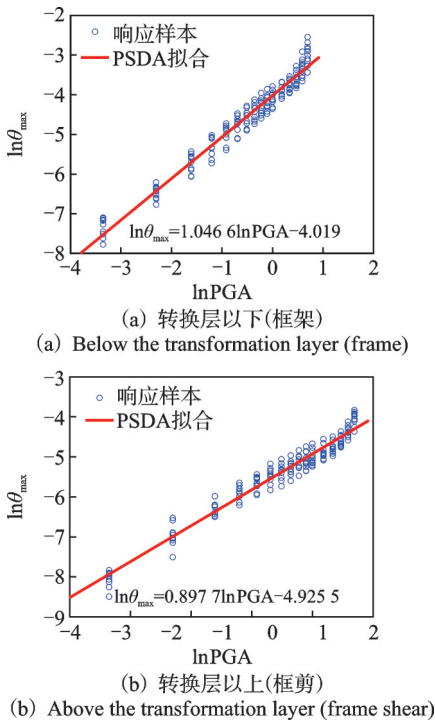 −2
−3
−4
−5
−6
−7
−8
lnθmax
响应样本
PSDA拟合
lnθmax=1.046 6lnPGA−4.019
−4 −3 −2 −1 0 1 2
lnPGA
(a) 转换层以下(框架)
(a) Below the transformation layer (frame)
−3
−4
−5
−6
−7
−8
−9
lnθmax
响应样本
PSDA拟合
lnθmax=0.897 7lnPGA−4.925 5
−4 −3 −2 −1 0 1 2
lnPGA
(b) 转换层以上(框剪)
(b) Above the transformation layer (frame shear)